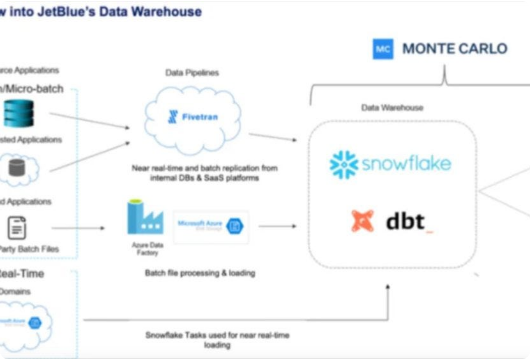 w into JetBlue's Data Warehouse
MC MONTE CARLO
urce Applications
Data Pipelines
n/Micro-batch
Data Warehouse
Fivetran
sted Applications
snowflake
Near real-time and batch replication from
internal DBs & SaaS platforms
d Applications
dbt_
Microsoft Azure
Party Batch Files
Azure Data
Factory
Batch file processing & loading
Real-Time
Domains
Snowflake Tasks used for near real-time
loading